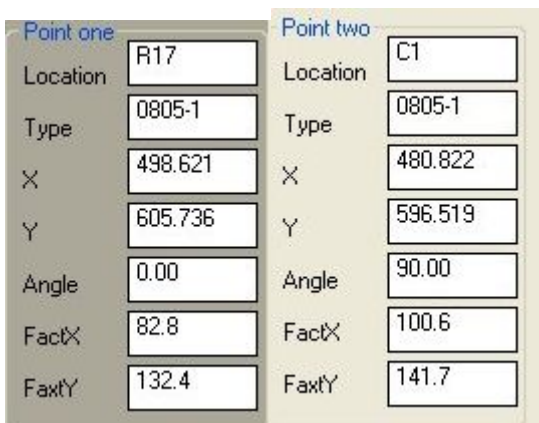 Point one
Location R17
Type 0805-1
X 498.621
Y 605.736
Angle 0.00
FactX 82.8
FaxtY 132.4
Point two
Location C1
Type 0805-1
X 480.822
Y 596.519
Angle 90.00
FactX 100.6
FaxtY 141.7